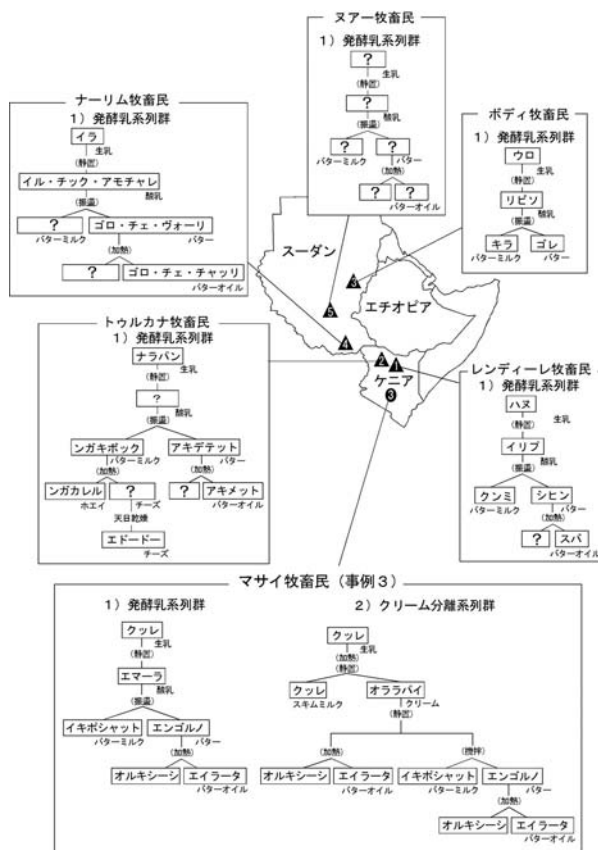 ヌアー牧畜民
1）発酵乳系列群
?
生乳
(静固)
?
酸乳
(振盪)
? ?
バターミルク バター
(加熱)
? ?
バターオイル
ナーリム牧畜民
1）発酵乳系列群
イラ
生乳
(静固)
イル・チック・アモチャレ
酸乳
(振盪)
? ゴロ・チェ・ヴォーリ
バターミルク バター
(加熱)
? ゴロ・チェ・チャッリ
バターオイル
ボディ牧畜民
1）発酵乳系列群
ウロ
生乳
(静固)
リビソ
酸乳
(振盪)
キラ ゴレ
バターミルク バター
スーダン
エチオピア
ケニア
3
5
4
2 1
3
トゥルカナ牧畜民
1）発酵乳系列群
ナラパン
生乳
(静固)
?
酸乳
(振盪)
ンガキボック アキデテット
バターミルク バター
(加熱) (加熱)
ンガカレル ? ? アキメット
ホエイ チーズ バターオイル
天日乾燥
エドードー
チーズ
レンディーレ牧畜民
1）発酵乳系列群
ハヌ
生乳
(静固)
イリブ
酸乳
(振盪)
クンミ シヒン
バターミルク バター
(加熱)
? スバ
バターオイル
マサイ牧畜民（事例３）
1）発酵乳系列群
クッレ
生乳
(静固)
エマーラ
酸乳
(振盪)
イキポシャット エンゴルノ
バターミルク バター
(加熱)
オルキシーシ エイラータ
バターオイル
2）クリーム分離系列群
クッレ
生乳
(加熱)
(静固)
クッレ オララバイ
スキムミルク クリーム
(静固)
(加熱) (撹拌)
オルキシーシ エイラータ イキポシャット エンゴルノ
バターオイル バターミルク バター
(加熱)
オルキシーシ エイラータ
バターオイル